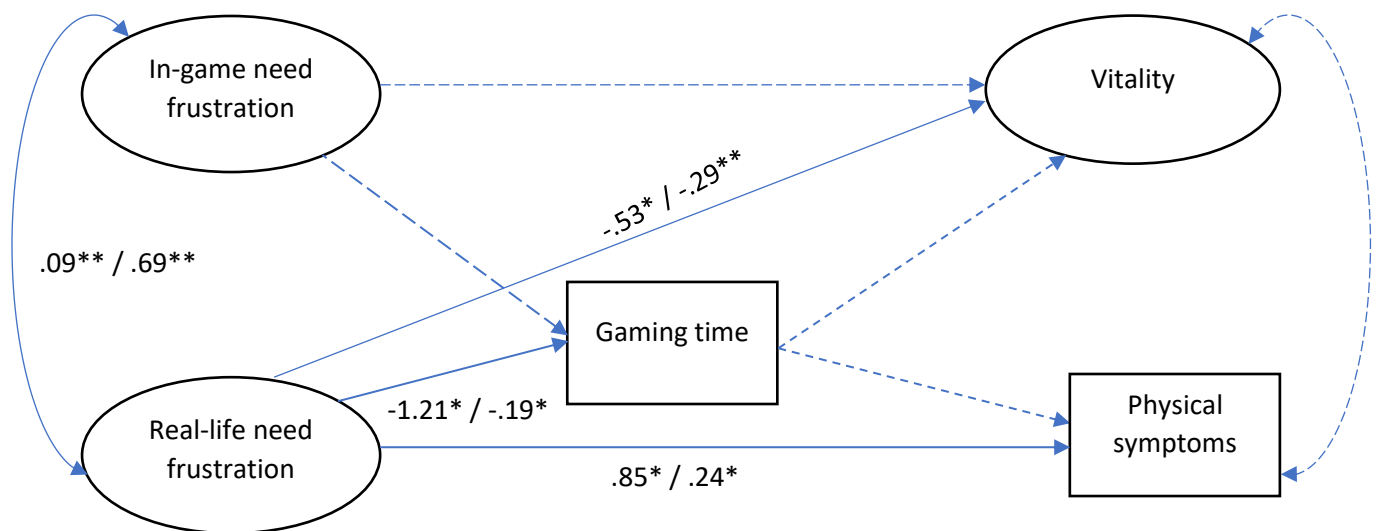 In-game need
frustration
Vitality
-.53* / -.29**
.09** / .69**
Gaming time
-1.21* / -.19*
Real-life need
frustration
Physical
symptoms
.85* / .24*